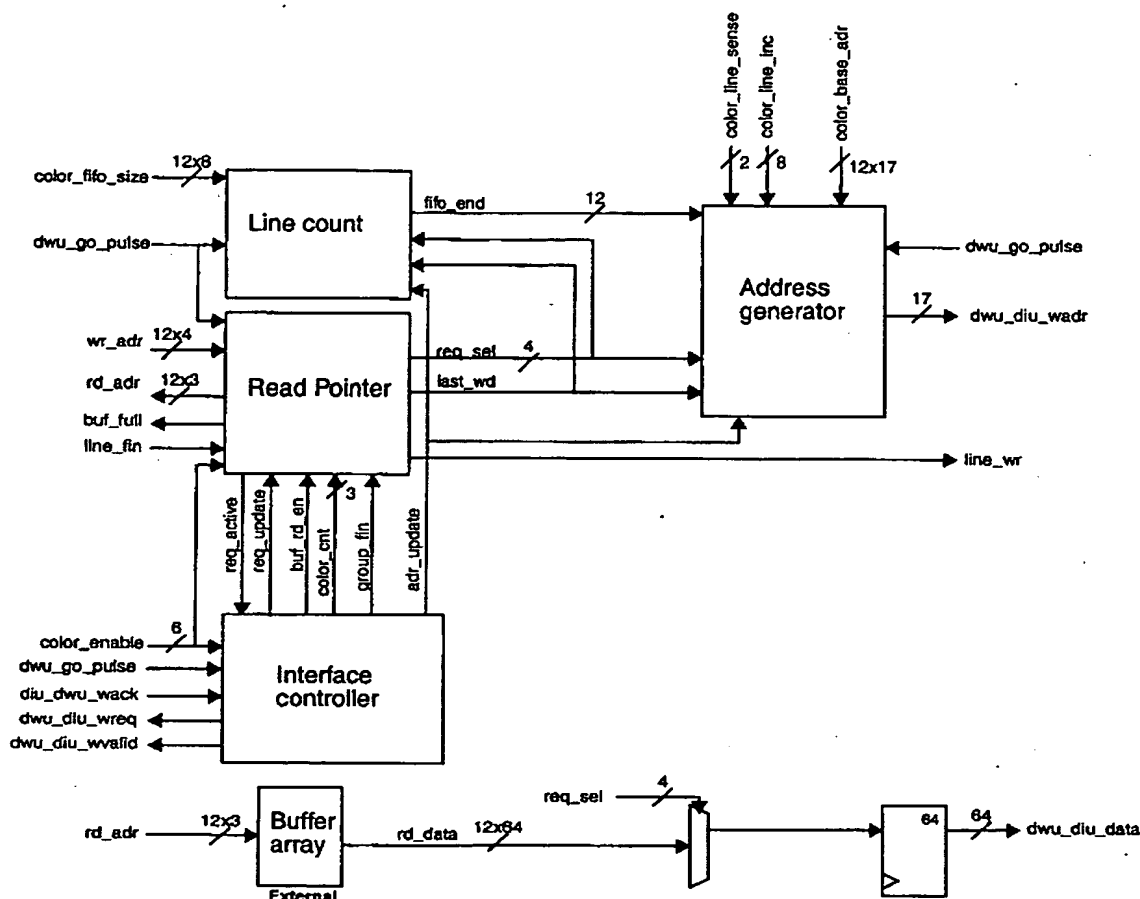 color_line_sense
color_line_inc
color_base_adr
2
8
12x17
color_fifo_size
12x8
Line count
fifo_end
12
dwu_go_pulse
dwu_go_pulse
Address
generator
17
dwu_diu_wadr
wr_adr
12x4
rd_adr
12x3
buf_full
line_fin
Read Pointer
req_sel
4
last_wd
line_wr
3
req_active
req_update
buf_rd_en
color_cnt
group_fin
adr_update
color_enable
6
dwu_go_pulse
diu_dwu_wack
dwu_diu_wreq
dwu_diu_wvalid
Interface
controller
req_sel
4
rd_adr
12x3
Buffer
array
External
rd_data
12x64
64
64
dwu_diu_data